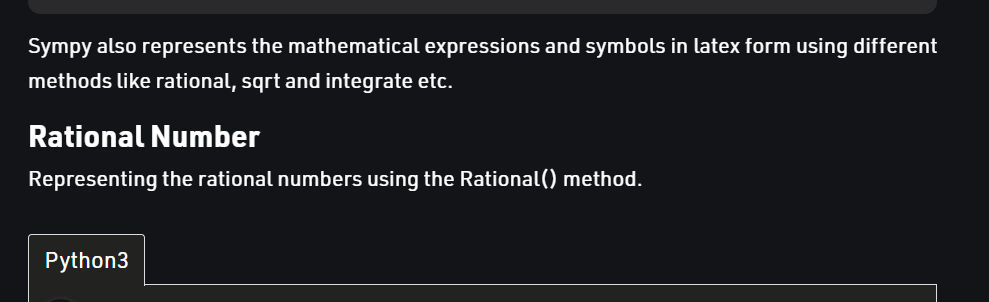 Sympy also represents the mathematical expressions and symbols in latex form using different
methods like rational, sqrt and integrate etc.
Rational Number
Representing the rational numbers using the Rational() method.
Python3